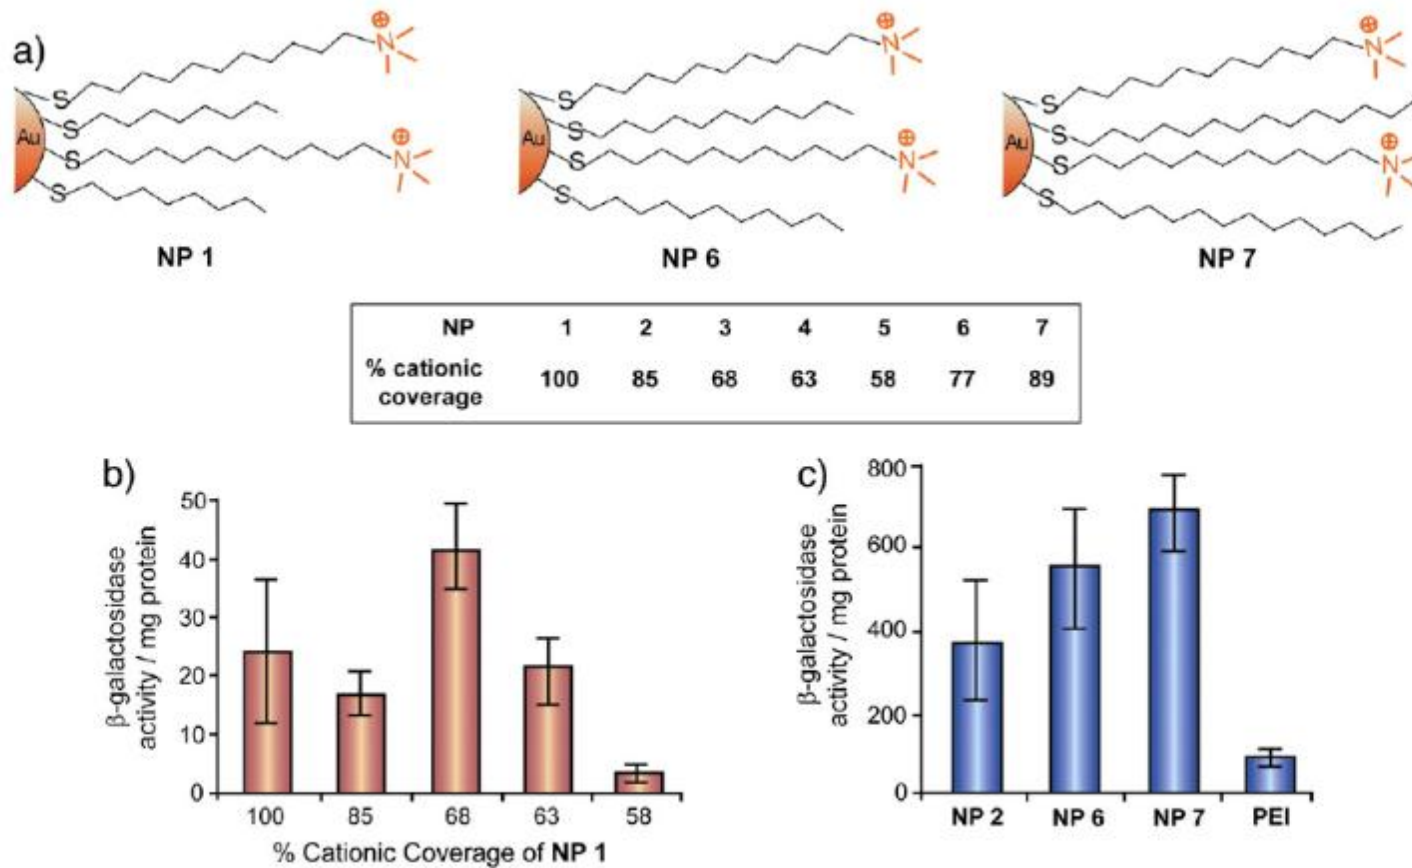 a)
⊕
N
S
S
Au
S
⊕
N
S
NP 1
⊕
N
S
S
Au
S
⊕
N
S
NP 6
⊕
N
S
S
Au
S
⊕
N
S
NP 7
NP 1 2 3 4 5 6 7
% cationic coverage 100 85 68 63 58 77 89
b)
β-galactosidase
activity / mg protein
50
40
30
20
10
0
100 85 68 63 58
% Cationic Coverage of NP 1
c)
β-galactosidase
activity / mg protein
800
600
400
200
0
NP 2 NP 6 NP 7 PEI